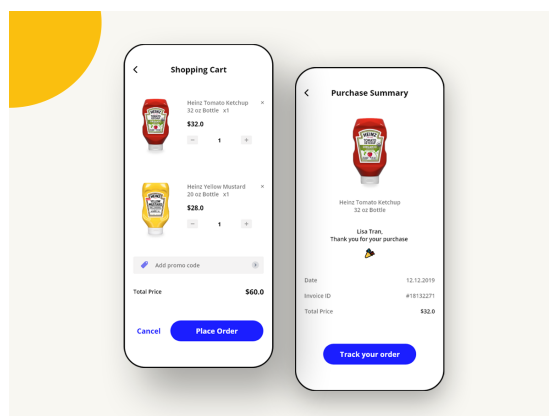 Shopping Cart
Heinz Tomato Ketchup ×
32 oz Bottle x1
$32.0
− 1 +
Heinz Yellow Mustard ×
20 oz Bottle x1
$28.0
− 1 +
Add promo code
Total Price $60.0
Cancel Place Order
Purchase Summary
HEINZ
TOMATO
KETCHUP
Heinz Tomato Ketchup
32 oz Bottle
Lisa Tran,
Thank you for your purchase
Date 12.12.2019
Invoice ID #18132271
Total Price $32.0
Track your order